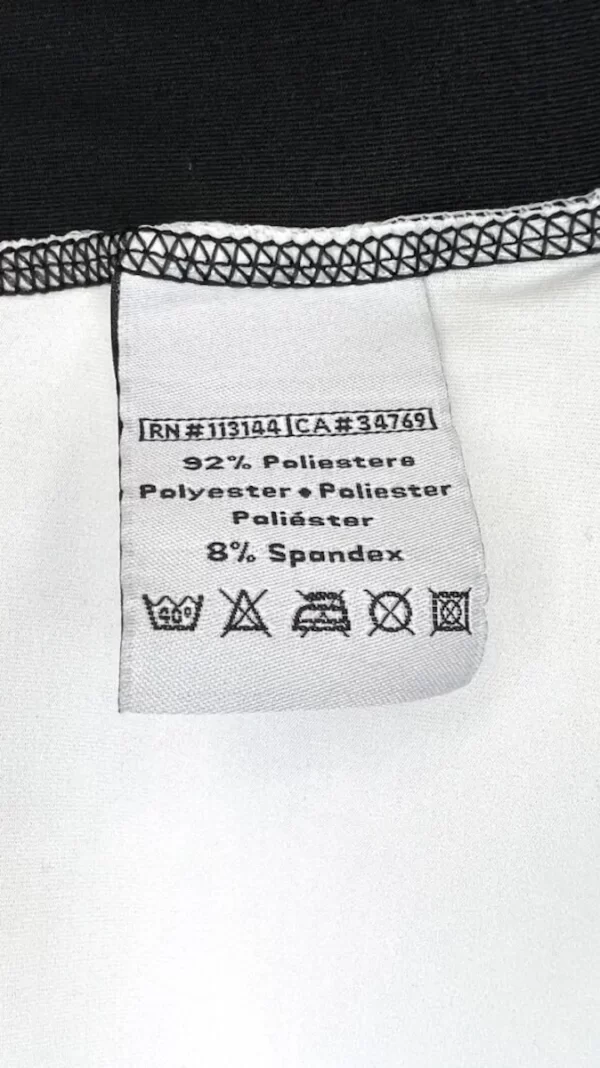 RN#113144 CA#34769
92% Poliestere
Polyester • Poliester
Poliéster
8% Spandex
40°